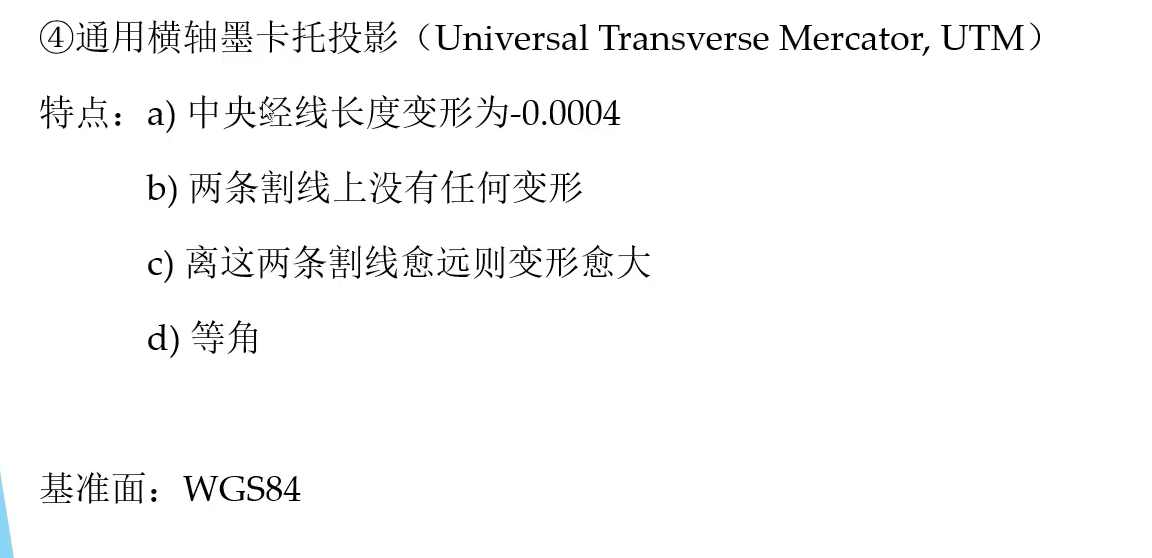 ④通用横轴墨卡托投影（Universal Transverse Mercator, UTM）
特点：a) 中央经线长度变形为-0.0004
b) 两条割线上没有任何变形
c) 离这两条割线愈远则变形愈大
d) 等角
基准面：WGS84